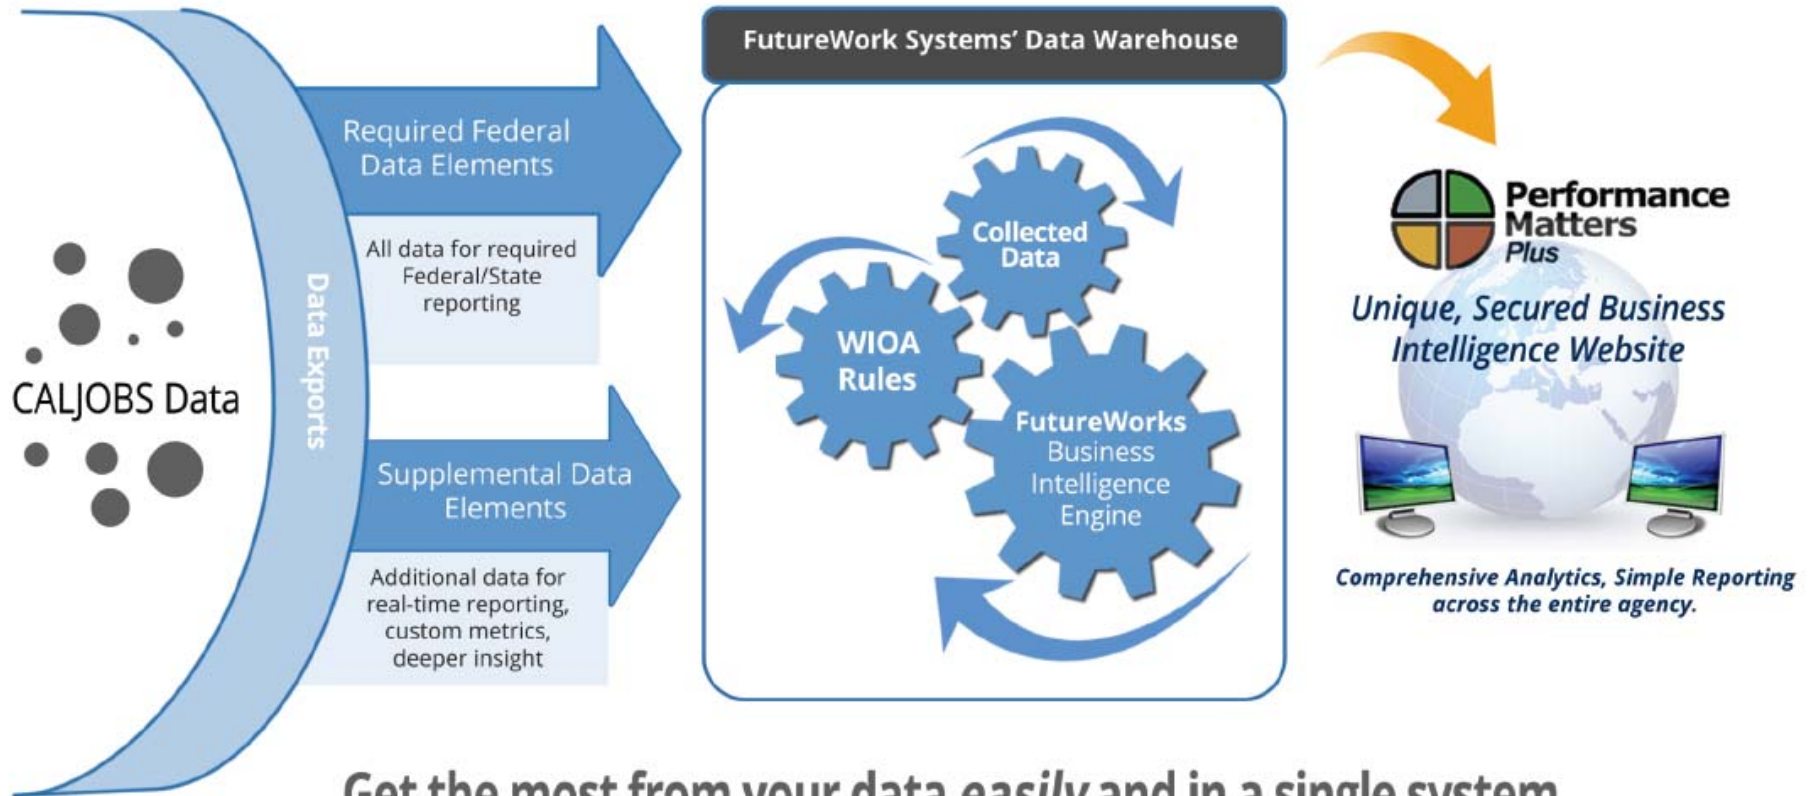 CALJOBS Data
Data Exports
Required Federal
Data Elements
All data for required
Federal/State
reporting
Supplemental Data
Elements
Additional data for
real-time reporting,
custom metrics,
deeper insight
FutureWork Systems’ Data Warehouse
Collected
Data
WIOA
Rules
FutureWorks
Business
Intelligence
Engine
Performance
Matters
Plus
Unique, Secured Business
Intelligence Website
Comprehensive Analytics, Simple Reporting
across the entire agency.
Get the most from your data easily and in a single system